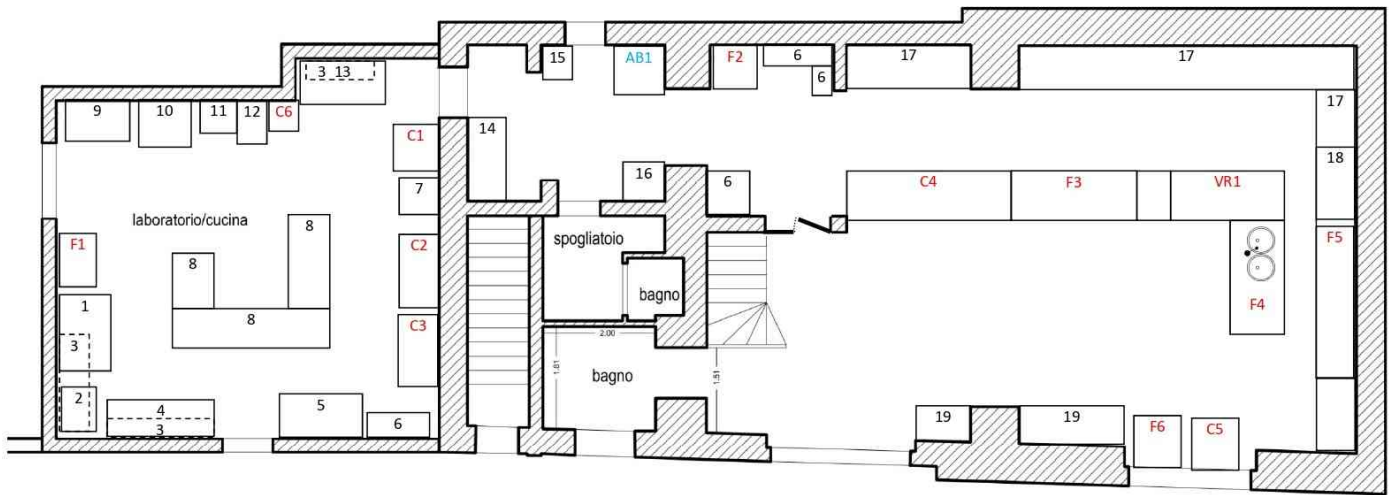 15 AB1 F2 6 17 17
6
3 13
9 10 11 12 C6
17
14
C1
18
16
7 6 C4 F3 VR1
laboratorio/cucina
8
F1 C2 spogliatoio F5
8
bagno
1 F4
8
C3
3
2.00
1.81
bagno
1.51
2
4 5
3
6
19 19
F6 C5